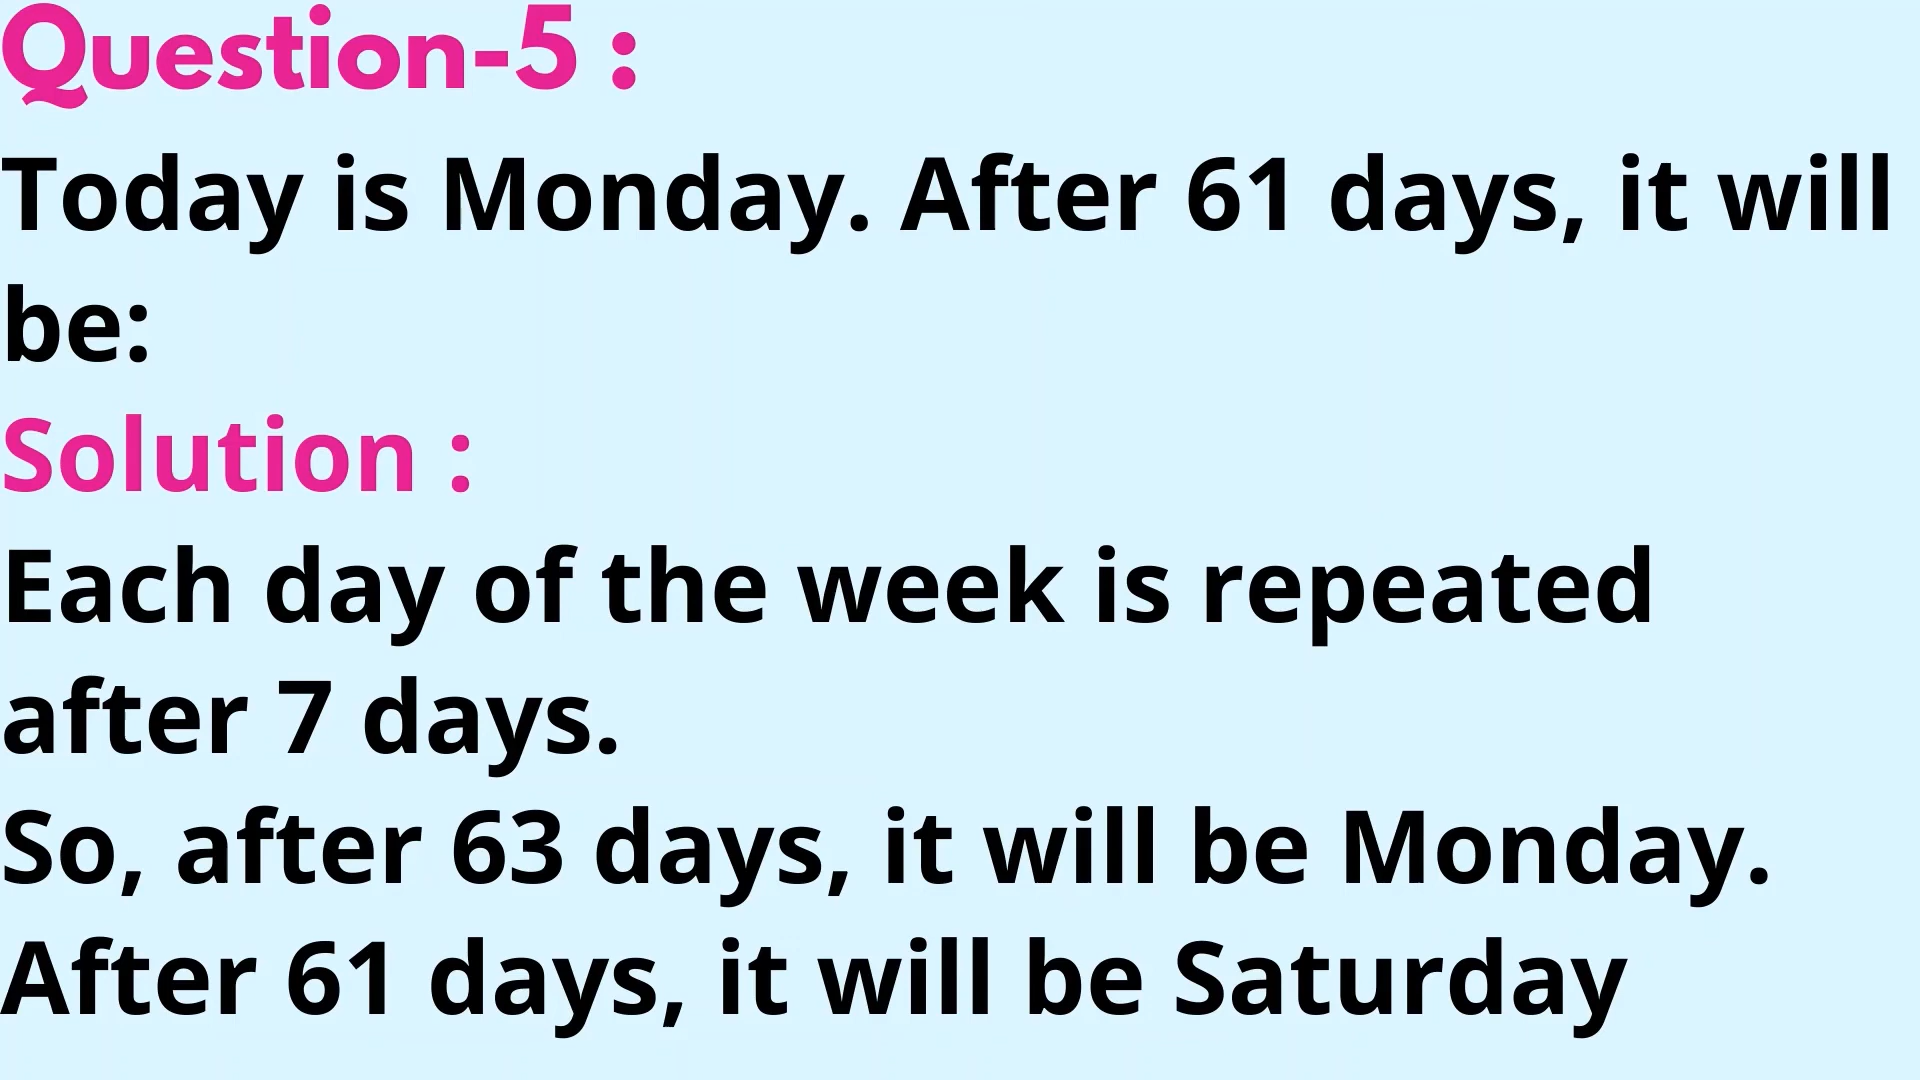 Question-5 :
Today is Monday. After 61 days, it will
be:
Solution :
Each day of the week is repeated
after 7 days.
So, after 63 days, it will be Monday.
After 61 days, it will be Saturday